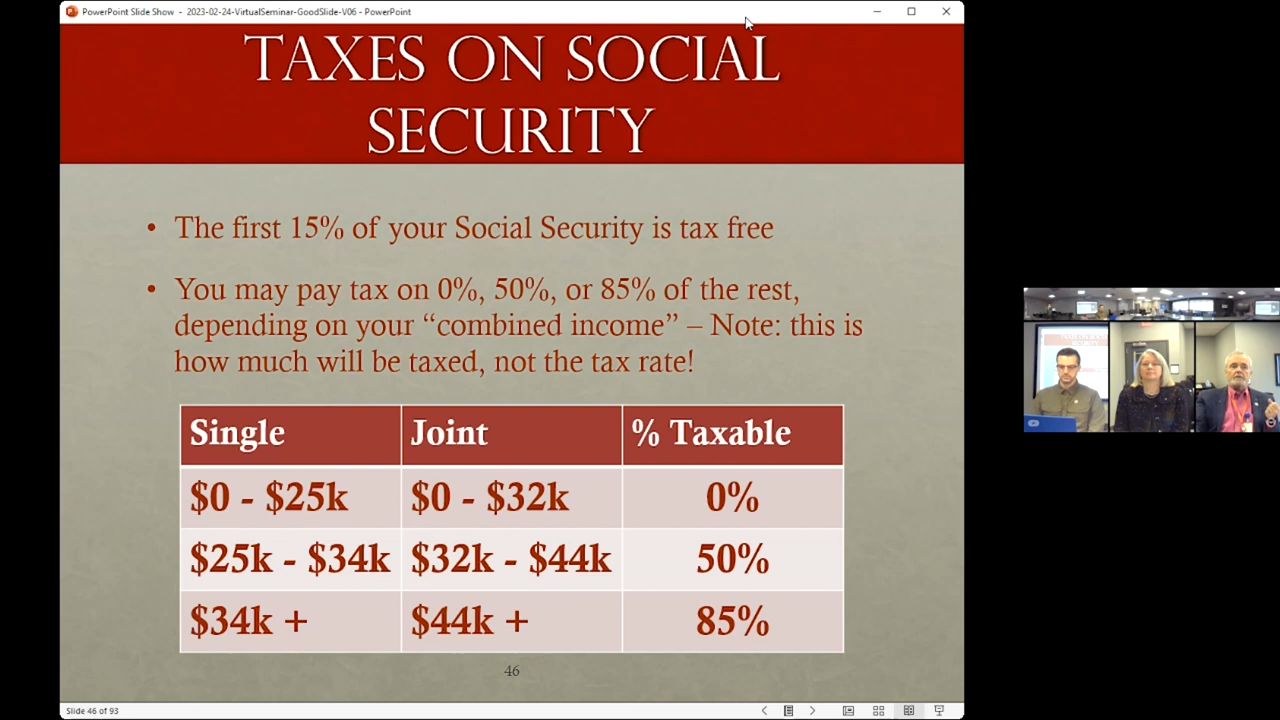 PowerPoint Slide Show - 2023-02-24-VirtualSeminar-GoodSlide-V06 - PowerPoint
TAXES ON SOCIAL
SECURITY
• The first 15% of your Social Security is tax free
• You may pay tax on 0%, 50%, or 85% of the rest,
depending on your “combined income” – Note: this is
how much will be taxed, not the tax rate!
Single Joint % Taxable
$0 - $25k $0 - $32k 0%
$25k - $34k $32k - $44k 50%
$34k + $44k + 85%
46
Slide 46 of 93